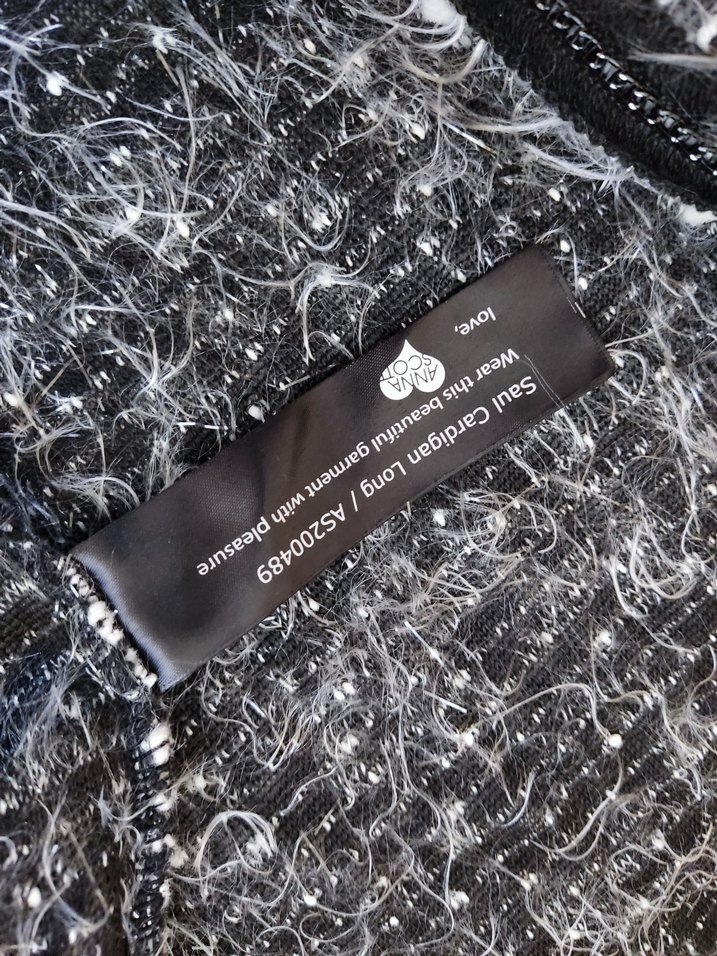 Saul Cardigan Long / AS200489
Wear this beautiful garment with pleasure
love,
ANNA
SCOTT